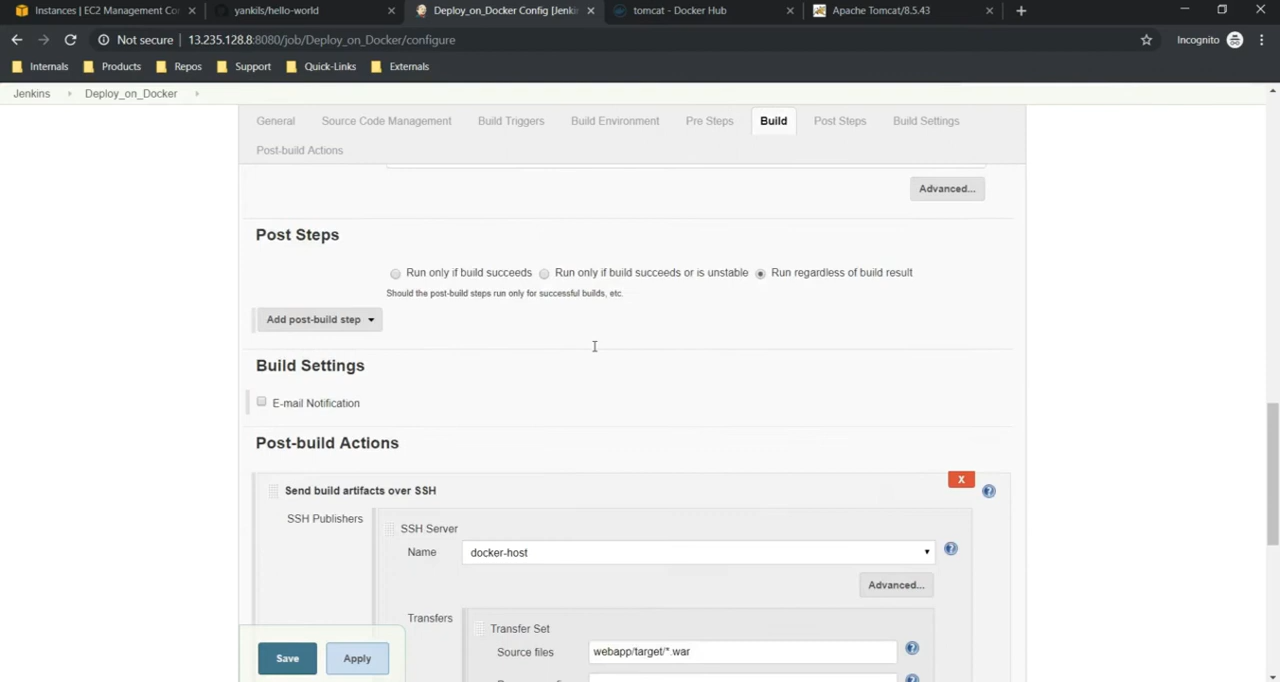 Instances | EC2 Management Co
yankils/hello-world
Deploy_on_Docker Config [Jenki
tomcat - Docker Hub
Apache Tomcat/8.5.43
Not secure | 13.235.128.8:8080/job/Deploy_on_Docker/configure
Incognito
Internals Products Repos Support Quick-Links Externals
Jenkins Deploy_on_Docker
General Source Code Management Build Triggers Build Environment Pre Steps Build Post Steps Build Settings
Post-build Actions
Advanced...
Post Steps
Run only if build succeeds Run only if build succeeds or is unstable Run regardless of build result
Should the post-build steps run only for successful builds, etc.
Add post-build step
Build Settings
E-mail Notification
Post-build Actions
X
Send build artifacts over SSH
SSH Publishers
SSH Server
Name docker-host
Advanced...
Transfers
Transfer Set
Source files webapp/target/*.war
Save Apply